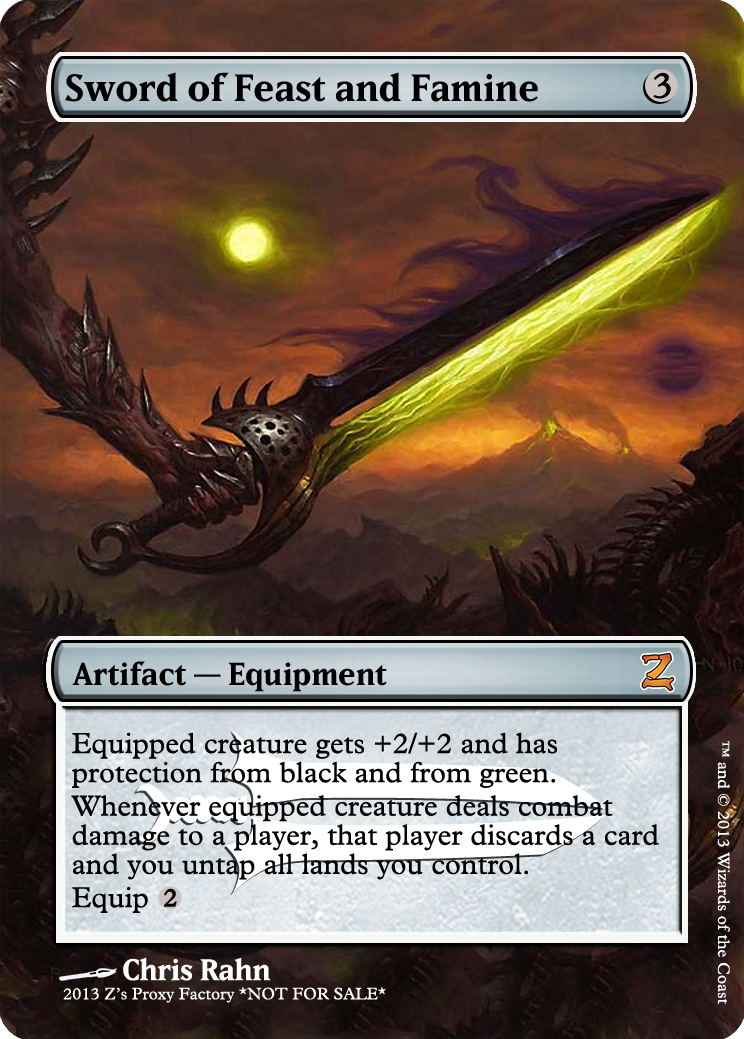 Sword of Feast and Famine 3
Artifact — Equipment Z
Equipped creature gets +2/+2 and has
protection from black and from green.
Whenever equipped creature deals combat
damage to a player, that player discards a card
and you untap all lands you control.
Equip 2
™ and © 2013 Wizards of the Coast
Chris Rahn
2013 Z's Proxy Factory *NOT FOR SALE*